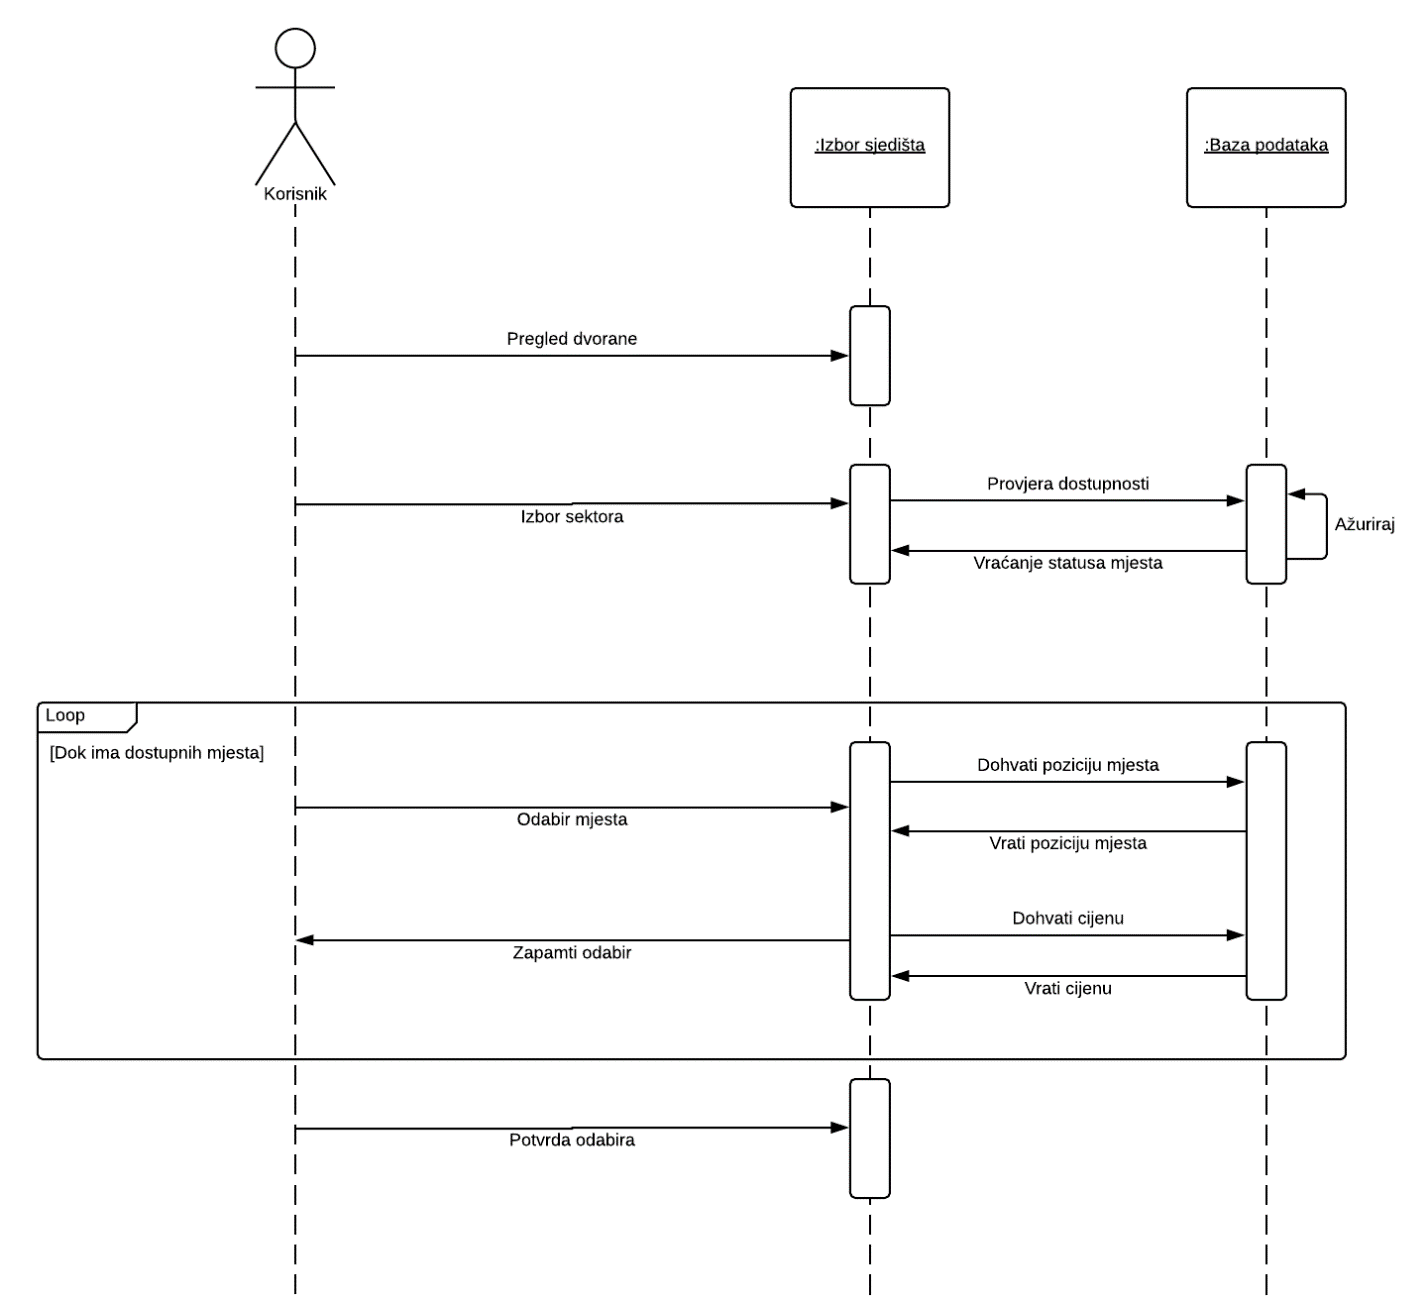 Korisnik
:Izbor sjedišta
:Baza podataka
Pregled dvorane
Izbor sektora
Provjera dostupnosti
Ažuriraj
Vraćanje statusa mjesta
Loop
[Dok ima dostupnih mjesta]
Dohvati poziciju mjesta
Odabir mjesta
Vrati poziciju mjesta
Dohvati cijenu
Zapamti odabir
Vrati cijenu
Potvrda odabira